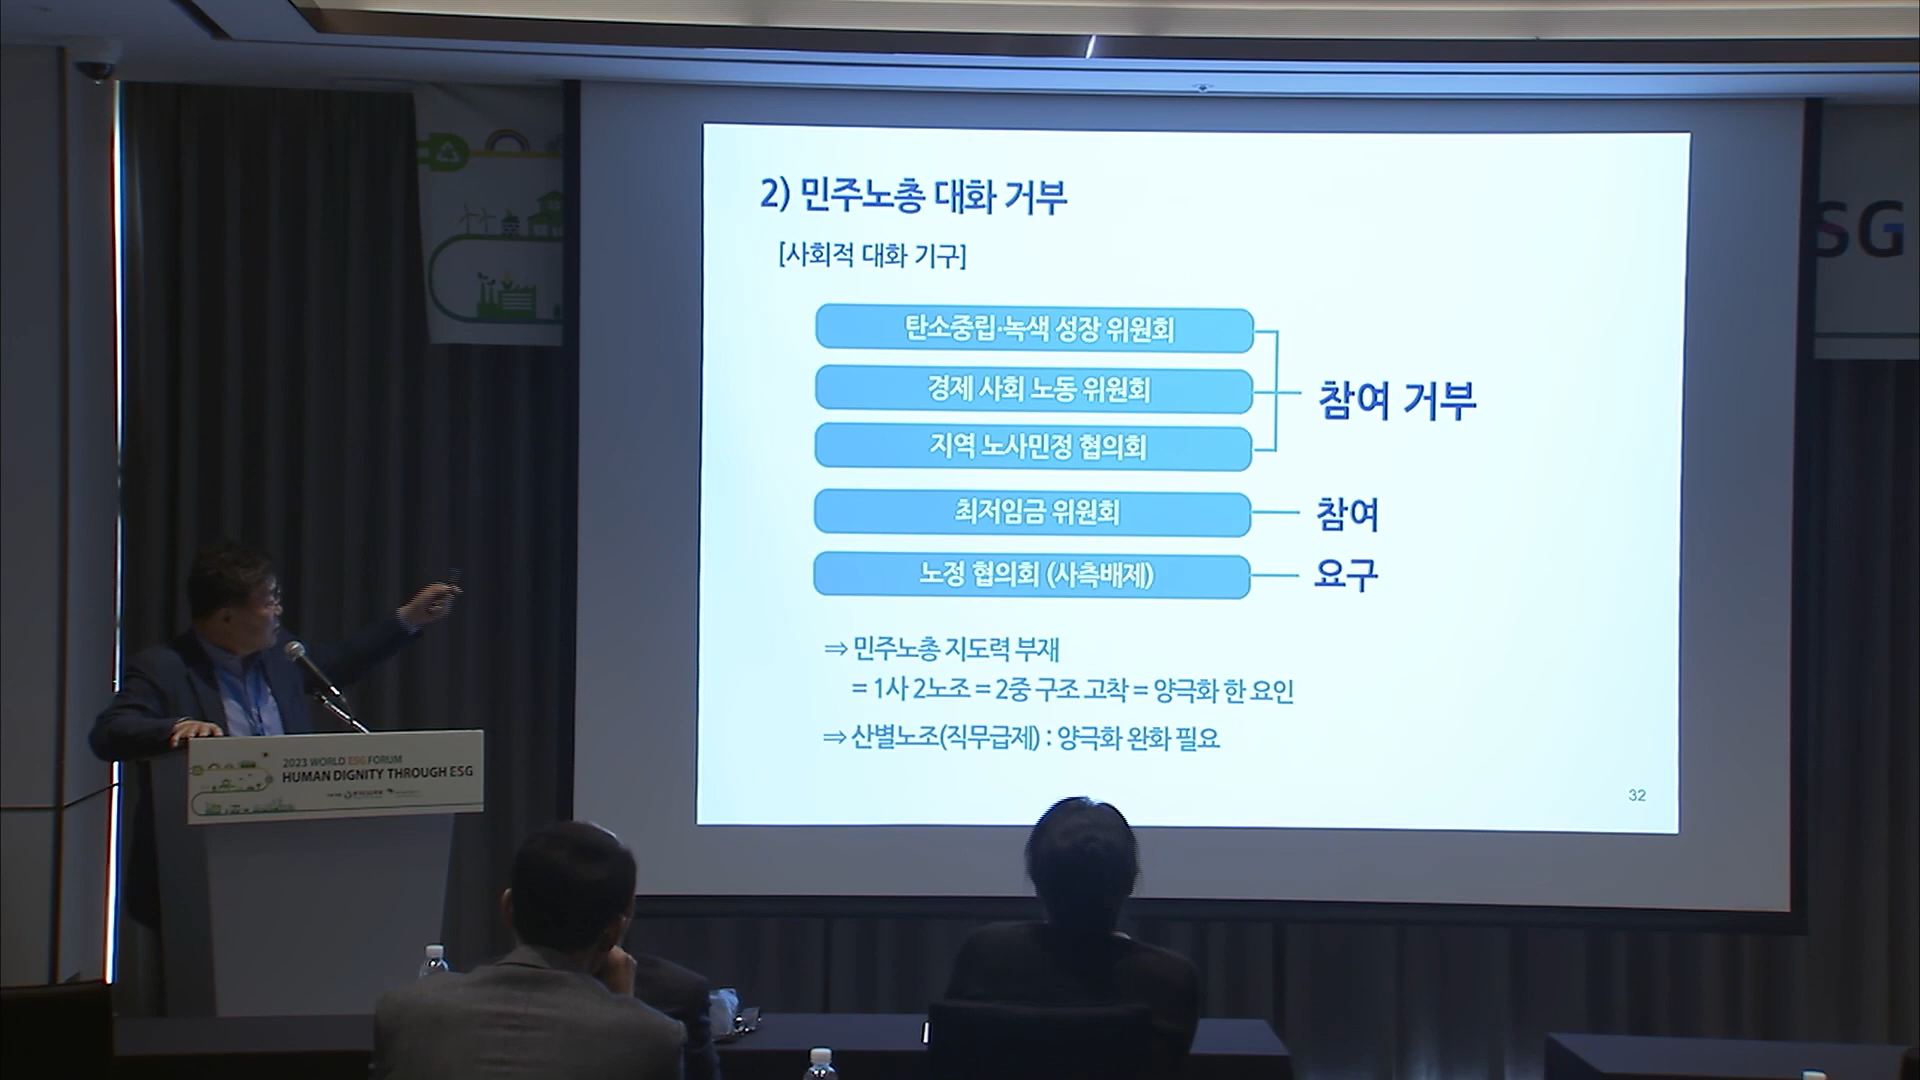 2) 민주노총 대화 거부
[사회적 대화 기구]
탄소중립·녹색 성장 위원회
경제 사회 노동 위원회
지역 노사민정 협의회
참여 거부
최저임금 위원회
참여
노정 협의회 (사측배제)
요구
⇒ 민주노총 지도력 부재
= 1사 2노조 = 2중 구조 고착 = 양극화 한 요인
⇒ 산별노조(직무급제) : 양극화 완화 필요
32
SG
2023 WORLD ESG FORUM
HUMAN DIGNITY THROUGH ESG